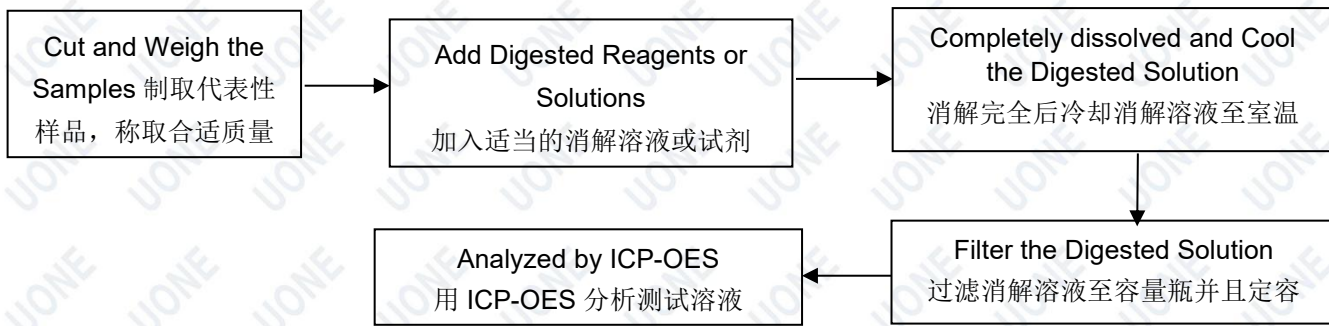 Cut and Weigh the
Samples 制取代表性
样品，称取合适质量
Add Digested Reagents or
Solutions
加入适当的消解溶液或试剂
Completely dissolved and Cool
the Digested Solution
消解完全后冷却消解溶液至室温
Filter the Digested Solution
过滤消解溶液至容量瓶并且定容
Analyzed by ICP-OES
用 ICP-OES 分析测试溶液